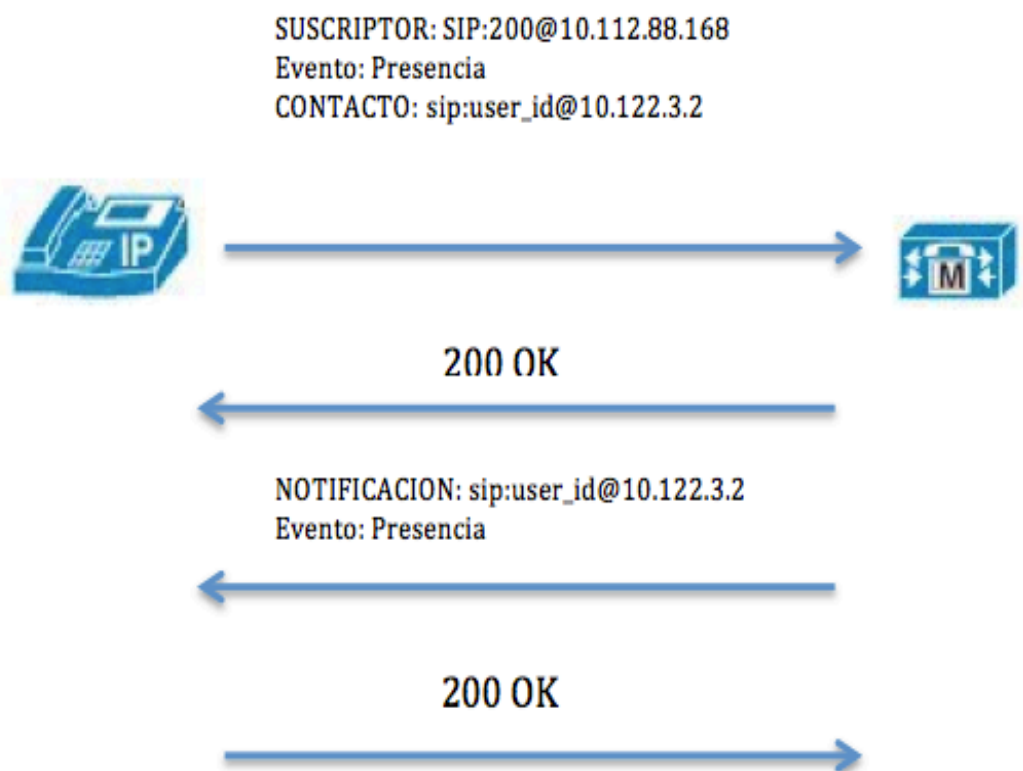 SUSCRIPTOR: SIP:200@10.112.88.168
Evento: Presencia
CONTACTO: sip:user_id@10.122.3.2
IP
M
200 OK
NOTIFICACION: sip:user_id@10.122.3.2
Evento: Presencia
200 OK